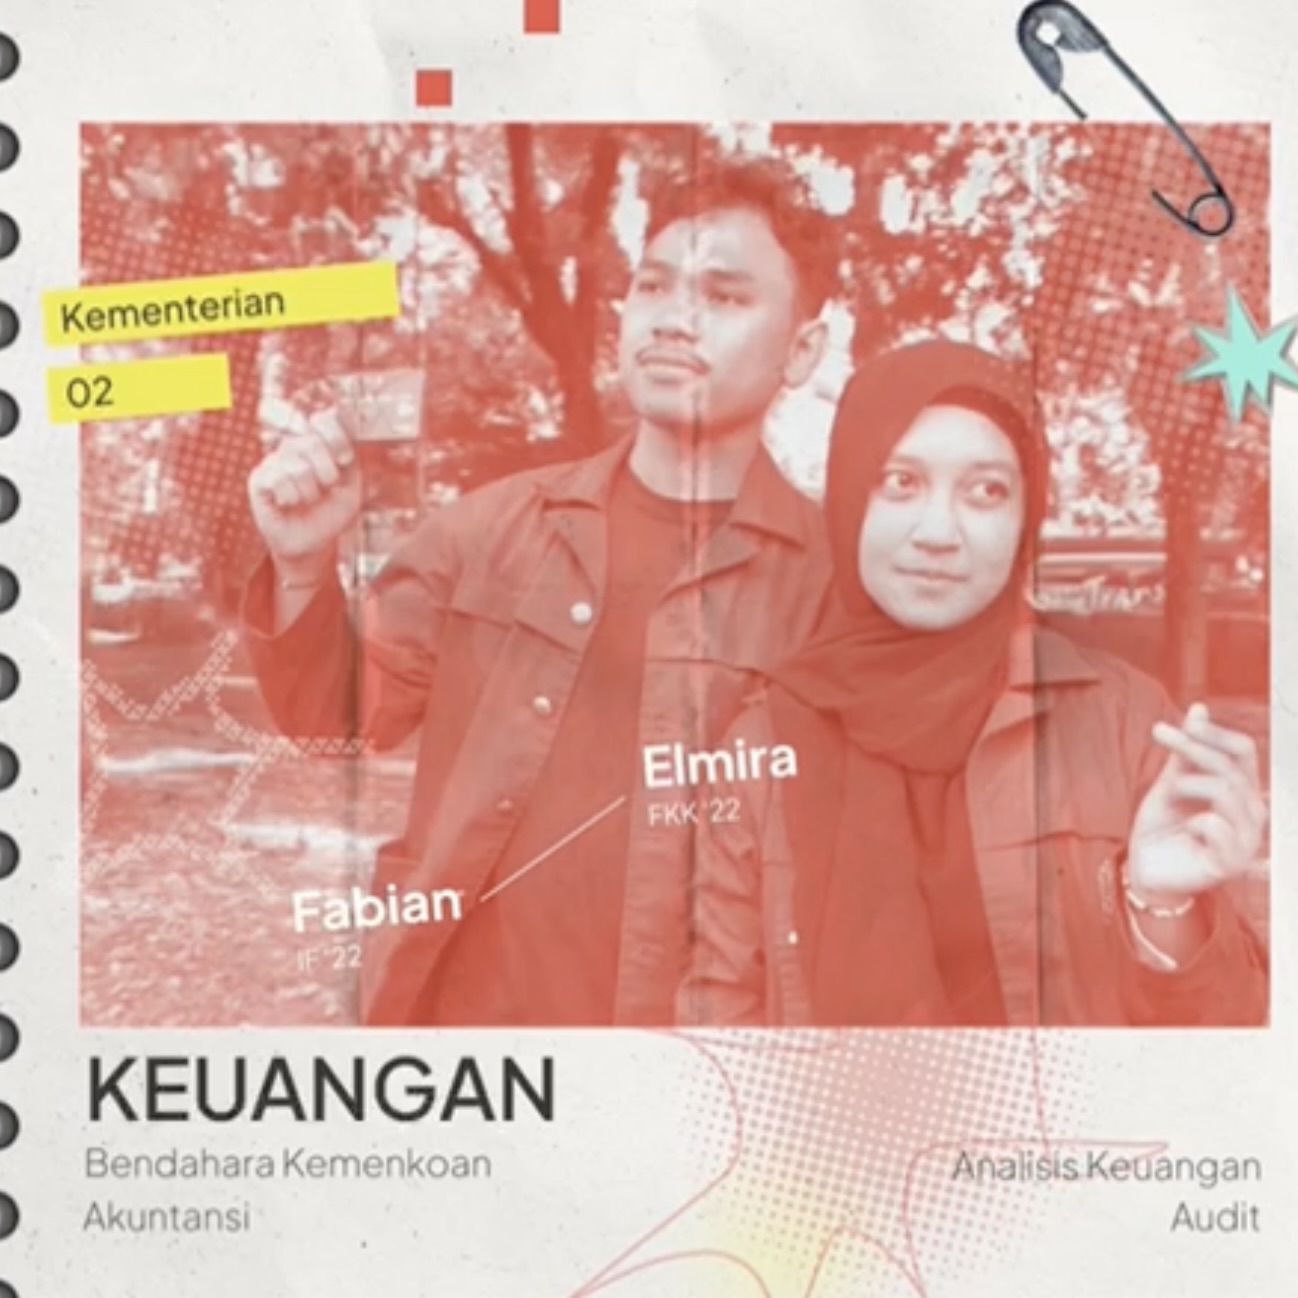 Kementerian
02
Elmira
FKK '22
Fabian
IF '22
KEUANGAN
Bendahara Kemenkoan
Akuntansi
Analisis Keuangan
Audit